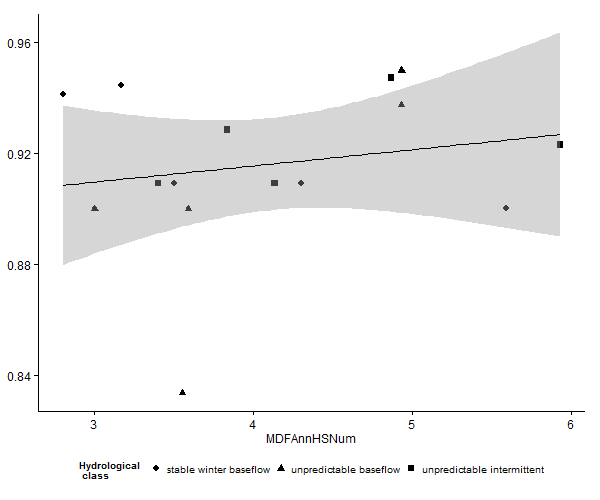 0.96
0.92
0.88
0.84
3 4 5 6
MDFAnnHSNum
Hydrological
class
stable winter baseflow unpredictable baseflow unpredictable intermittent